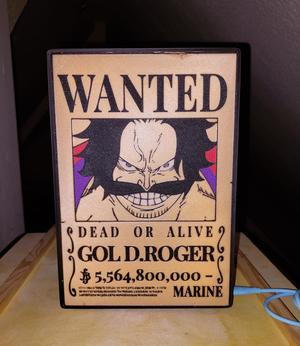 WANTED
DEAD OR ALIVE
GOL D.ROGER
฿ 5,564,800,000 -
MARINE